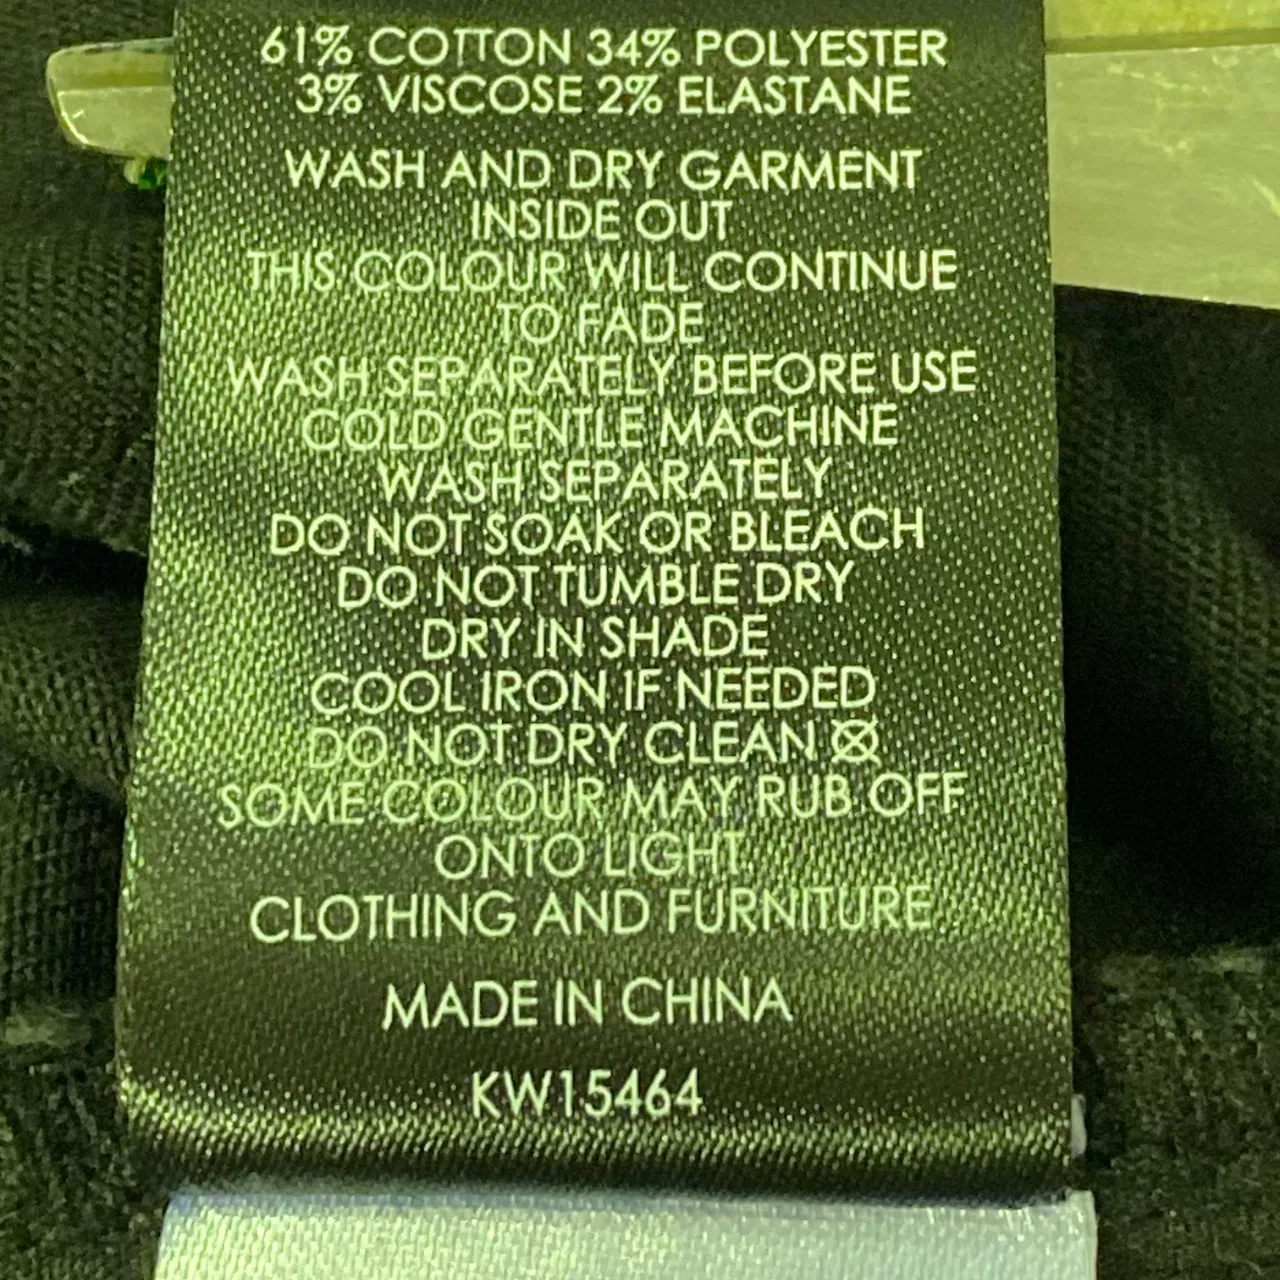 61% COTTON 34% POLYESTER
3% VISCOSE 2% ELASTANE
WASH AND DRY GARMENT
INSIDE OUT
THIS COLOUR WILL CONTINUE
TO FADE
WASH SEPARATELY BEFORE USE
COLD GENTLE MACHINE
WASH SEPARATELY
DO NOT SOAK OR BLEACH
DO NOT TUMBLE DRY
DRY IN SHADE
COOL IRON IF NEEDED
DO NOT DRY CLEAN
SOME COLOUR MAY RUB OFF
ONTO LIGHT
CLOTHING AND FURNITURE
MADE IN CHINA
KW15464